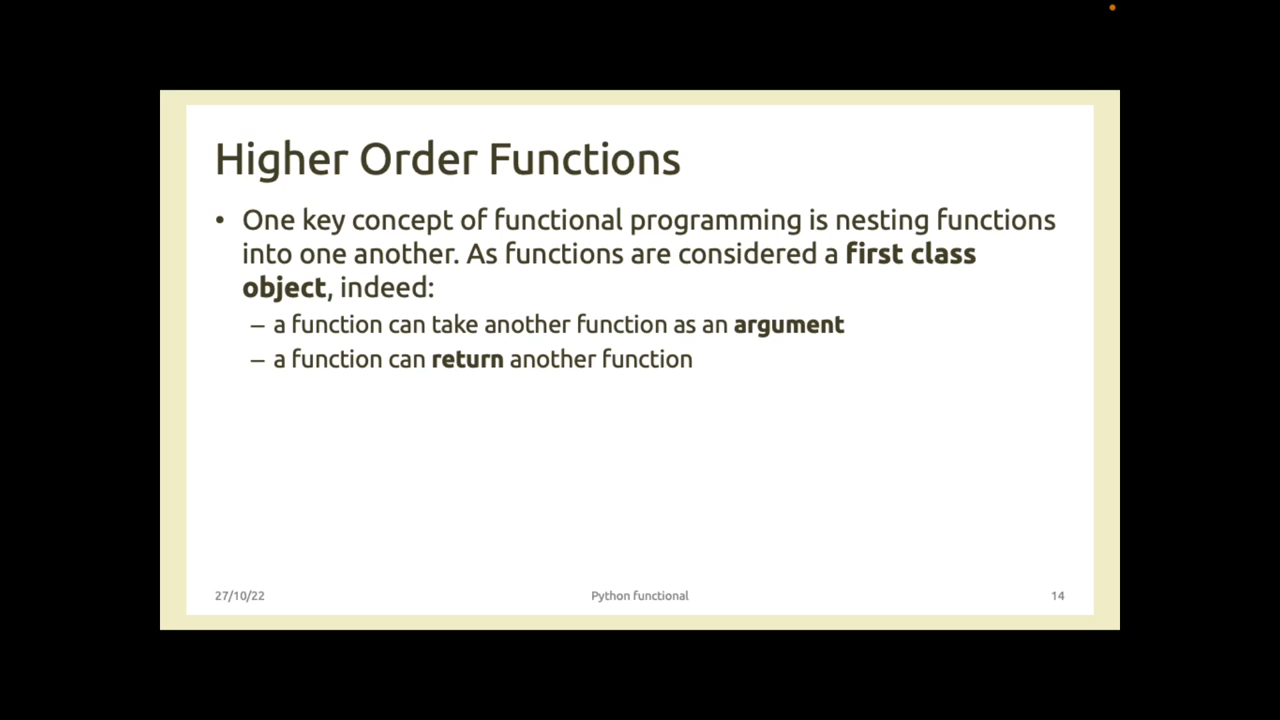 Higher Order Functions
• One key concept of functional programming is nesting functions
into one another. As functions are considered a first class
object, indeed:
– a function can take another function as an argument
– a function can return another function
27/10/22
Python functional
14